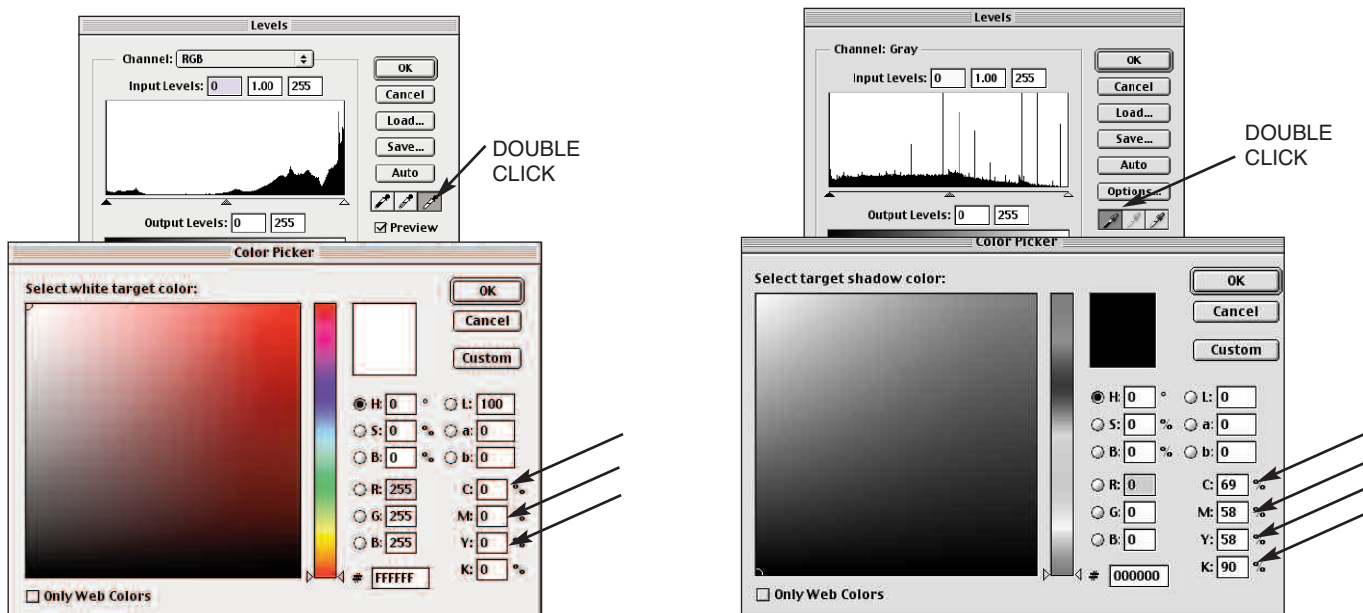 Levels
Channel: RGB
Input Levels: 0 1.00 255
OK
Cancel
Load...
Save...
Auto
Output Levels: 0 255
Preview
DOUBLE
CLICK
Color Picker
Select white target color:
OK
Cancel
Custom
H: 0 ° L: 100
S: 0 % a: 0
B: 0 % b: 0
R: 255 C: 0 %
G: 255 M: 0 %
B: 255 Y: 0 %
# FFFFFF K: 0 %
Only Web Colors
Levels
Channel: Gray
Input Levels: 0 1.00 255
OK
Cancel
Load...
Save...
Auto
Options...
Output Levels: 0 255
DOUBLE
CLICK
Color Picker
Select target shadow color:
OK
Cancel
Custom
H: 0 ° L: 0
S: 0 % a: 0
B: 0 % b: 0
R: 0 C: 69 %
G: 0 M: 58 %
B: 0 Y: 58 %
# 000000 K: 90 %
Only Web Colors